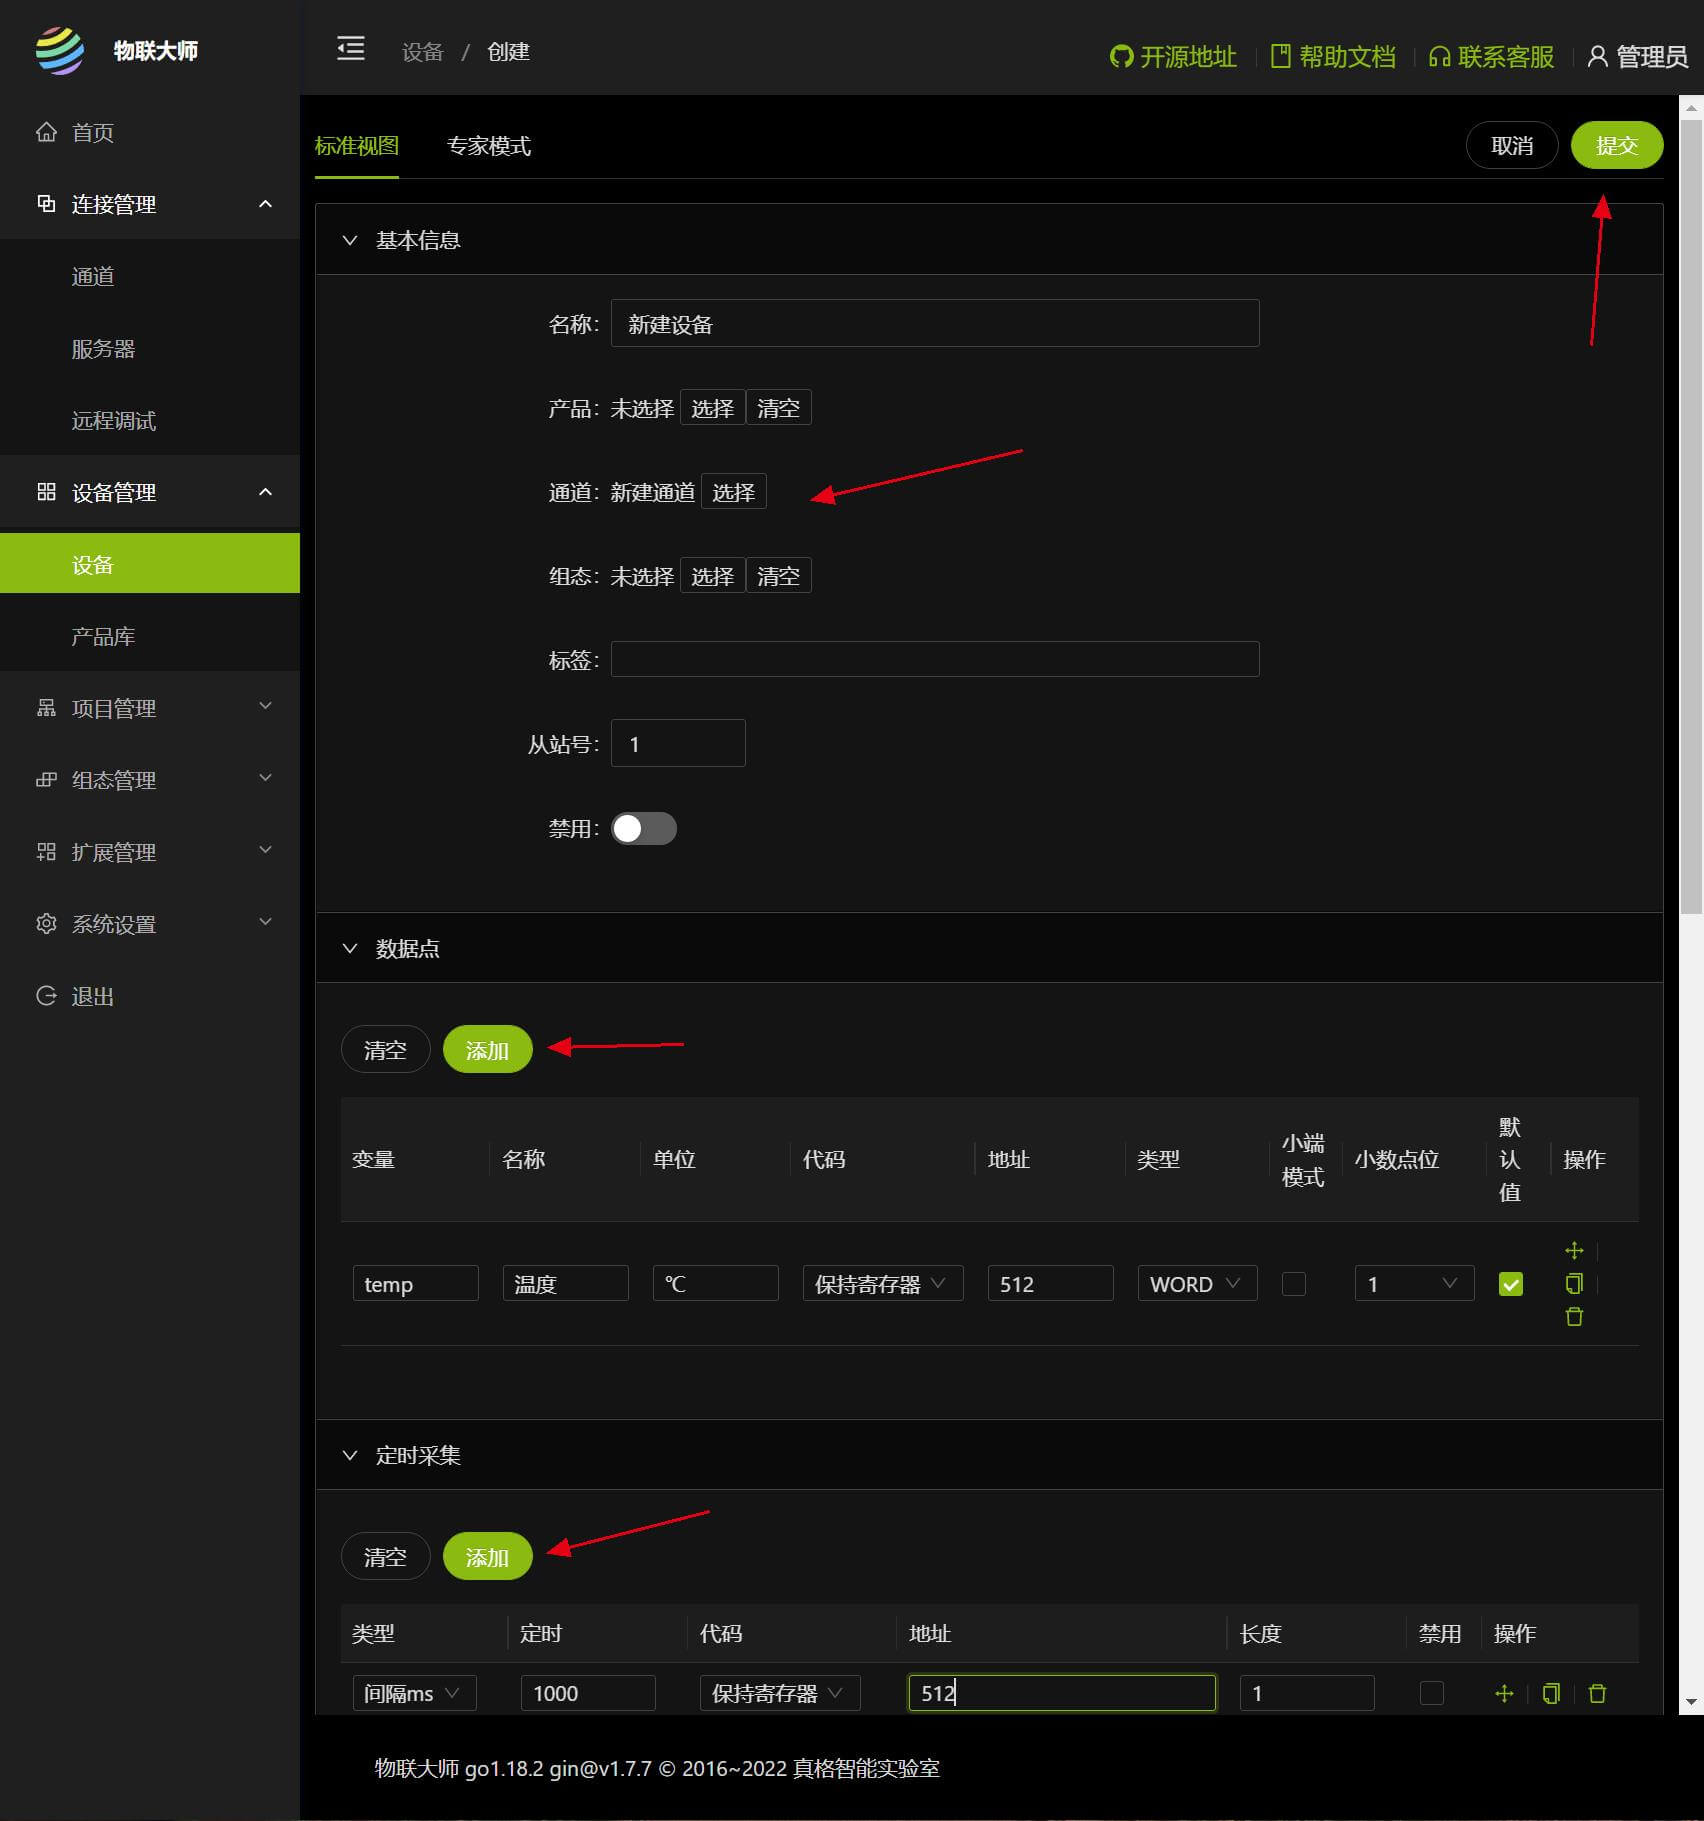 物联大师
设备 / 创建
开源地址
帮助文档
联系客服
管理员
首页
连接管理
通道
服务器
远程调试
设备管理
设备
产品库
项目管理
组态管理
扩展管理
系统设置
退出
标准视图 专家模式
取消 提交
基本信息
名称: 新建设备
产品: 未选择 选择 清空
通道: 新建通道 选择
组态: 未选择 选择 清空
标签:
从站号: 1
禁用:
数据点
清空 添加
变量 名称 单位 代码 地址 类型 小端模式 小数点位 默认值 操作
temp 温度 ℃ 保持寄存器 512 WORD 1
定时采集
清空 添加
类型 定时 代码 地址 长度 禁用 操作
间隔ms 1000 保持寄存器 512 1
物联大师 go1.18.2 gin@v1.7.7 © 2016~2022 真格智能实验室